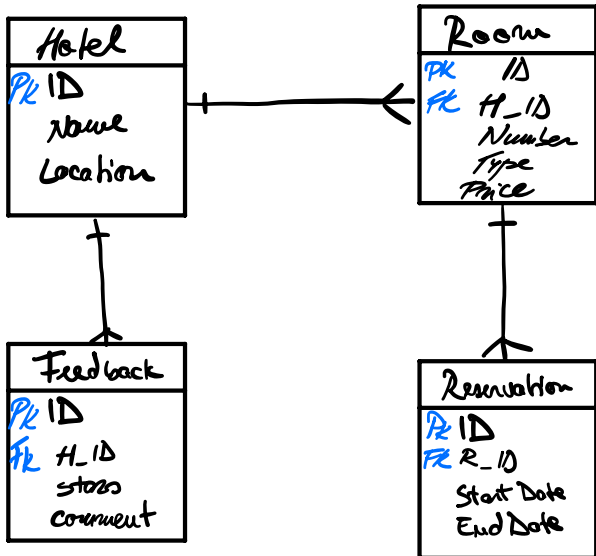 Hotel
PK ID
Name
Location
Room
PK ID
FK H_ID
Number
Type
Price
Feedback
PK ID
FK H_ID
stars
comment
Reservation
PK ID
FK R_ID
Start Date
End Date